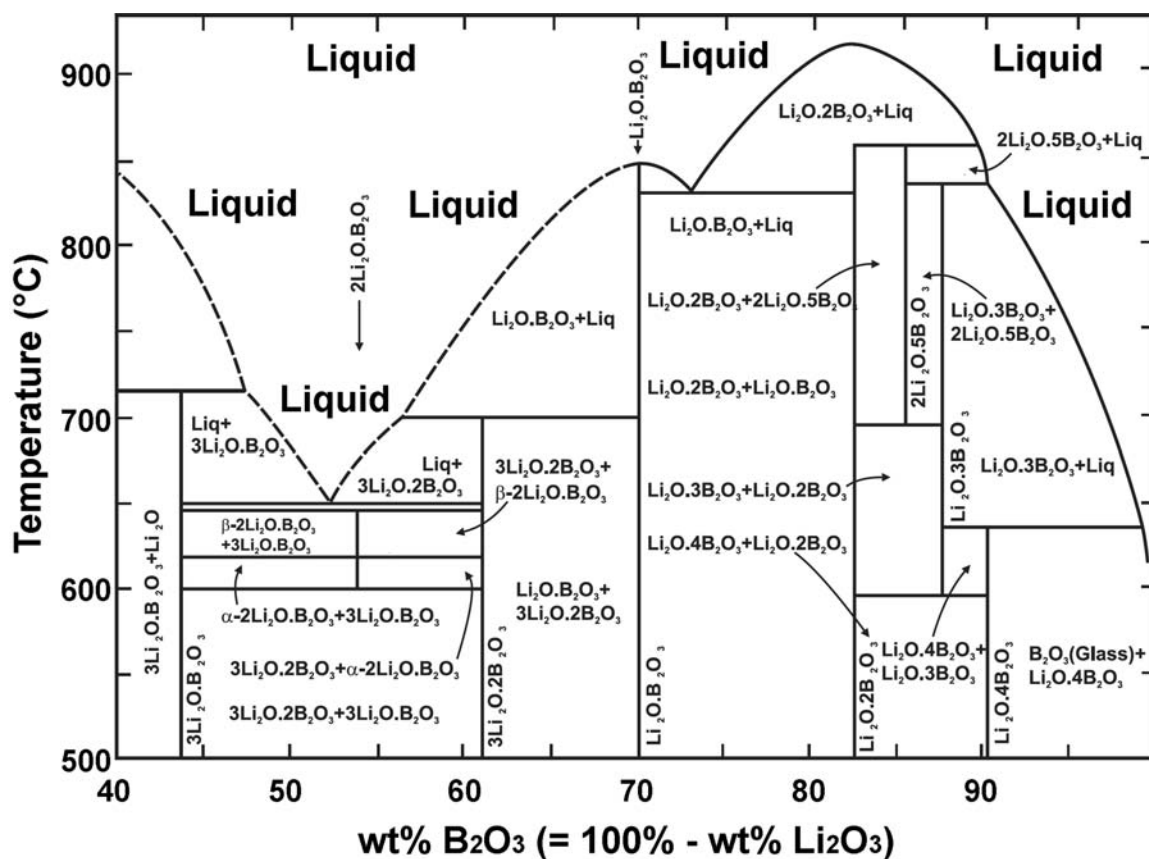 Liquid
Liquid
Liquid
Li₂O.B₂O₃
Li₂O.2B₂O₃+Liq
2Li₂O.5B₂O₃+Liq
Liquid
Liquid
Liquid
2Li₂O.B₂O₃
Li₂O.B₂O₃+Liq
Li₂O.2B₂O₃+2Li₂O.5B₂O₃
2Li₂O.5B₂O₃
Li₂O.3B₂O₃+
2Li₂O.5B₂O₃
Li₂O.B₂O₃+Liq
Li₂O.2B₂O₃+Li₂O.B₂O₃
Liquid
Liq+
3Li₂O.B₂O₃
Liq+
3Li₂O.2B₂O₃
3Li₂O.2B₂O₃+
β-2Li₂O.B₂O₃
Li₂O.3B₂O₃+Li₂O.2B₂O₃
Li₂O.3B₂O₃
Li₂O.3B₂O₃+Liq
β-2Li₂O.B₂O₃
+3Li₂O.B₂O₃
Li₂O.4B₂O₃+Li₂O.2B₂O₃
3Li₂O.B₂O₃+Li₂O
α-2Li₂O.B₂O₃+3Li₂O.B₂O₃
Li₂O.B₂O₃+
3Li₂O.2B₂O₃
3Li₂O.2B₂O₃+α-2Li₂O.B₂O₃
3Li₂O.2B₂O₃+3Li₂O.B₂O₃
3Li₂O.B₂O₃
3Li₂O.2B₂O₃
Li₂O.B₂O₃
Li₂O.2B₂O₃
Li₂O.4B₂O₃+
Li₂O.3B₂O₃
Li₂O.4B₂O₃
B₂O₃(Glass)+
Li₂O.4B₂O₃
Temperature (°C)
900
800
700
600
500
40 50 60 70 80 90
wt% B₂O₃ (= 100% - wt% Li₂O₃)